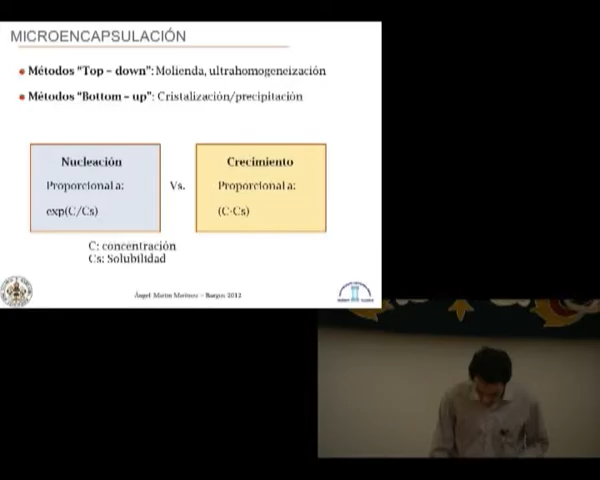 MICROENCAPSULACIÓN
Métodos "Top – down": Molienda, ultrahomogeneización
Métodos "Bottom – up": Cristalización/precipitación
Nucleación
Proporcional a:
exp(C/Cs)
Vs.
Crecimiento
Proporcional a:
(C-Cs)
C: concentración
Cs: Solubilidad
Ángel Martín Martínez – Burgos 2012